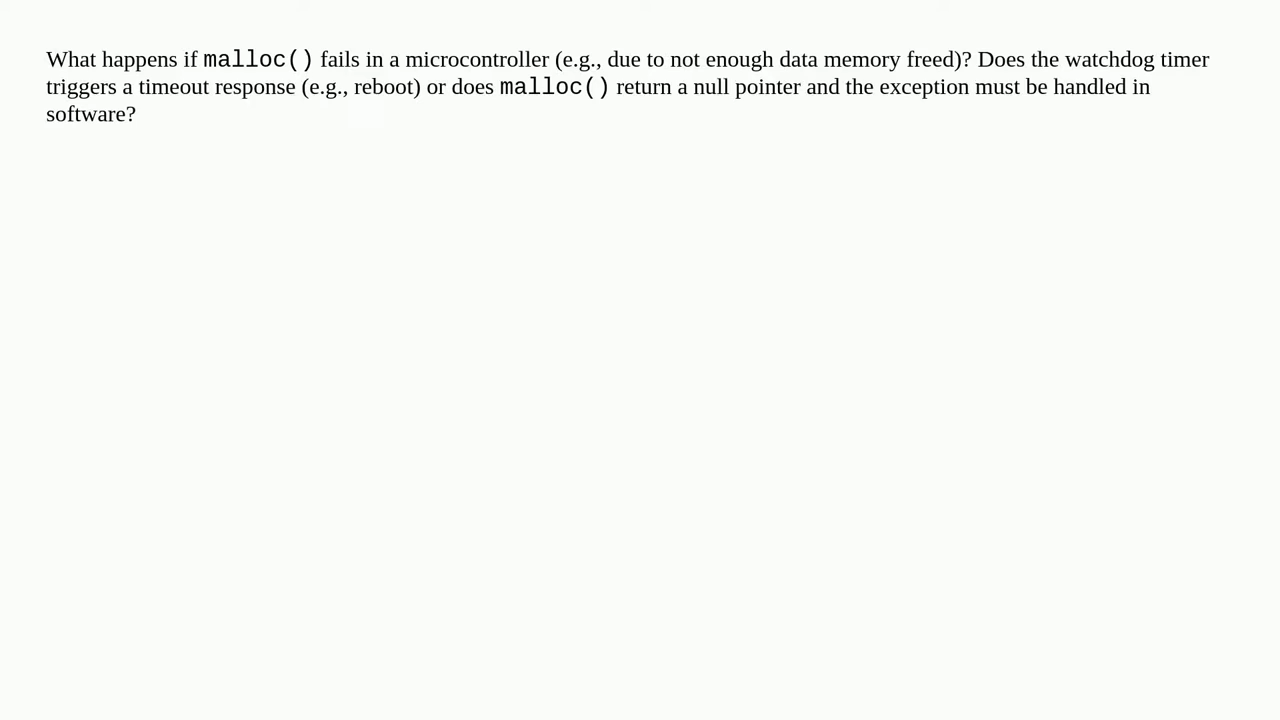 What happens if malloc() fails in a microcontroller (e.g., due to not enough data memory freed)? Does the watchdog timer
triggers a timeout response (e.g., reboot) or does malloc() return a null pointer and the exception must be handled in
software?